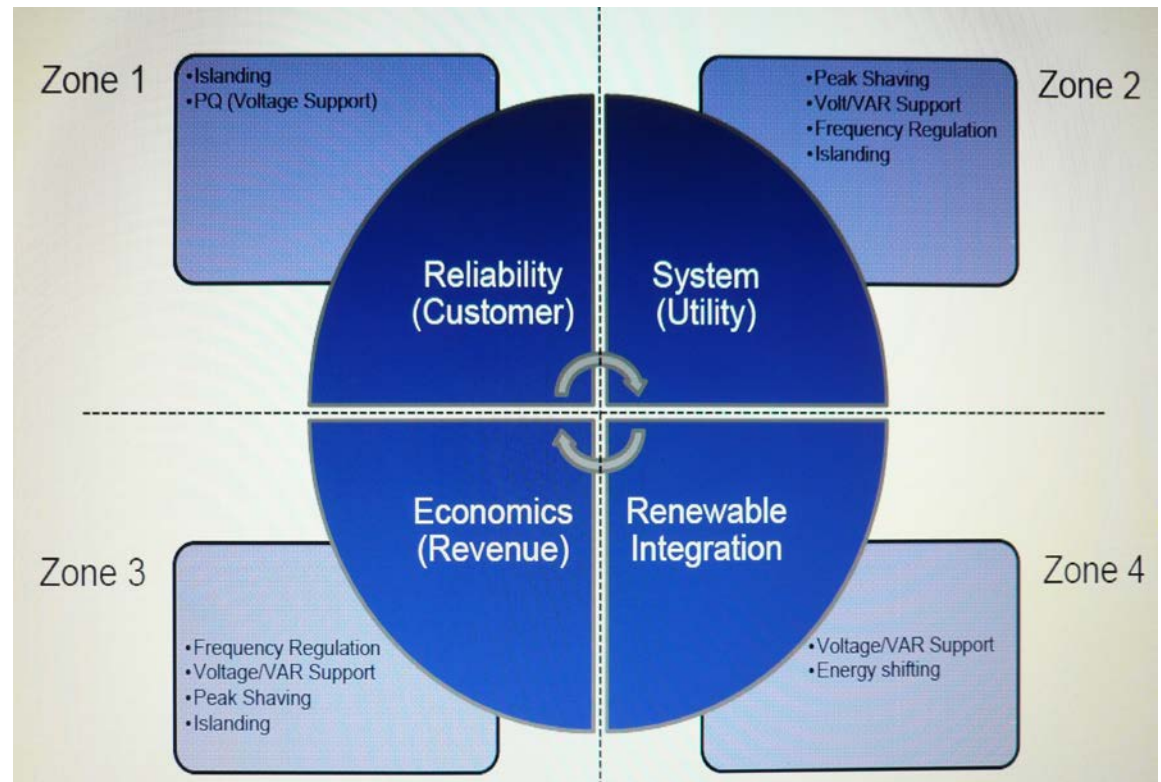 Zone 1
•Islanding
•PQ (Voltage Support)
Zone 2
•Peak Shaving
•Volt/VAR Support
•Frequency Regulation
•Islanding
Reliability
(Customer)
System
(Utility)
Economics
(Revenue)
Renewable
Integration
Zone 3
•Frequency Regulation
•Voltage/VAR Support
•Peak Shaving
•Islanding
Zone 4
•Voltage/VAR Support
•Energy shifting